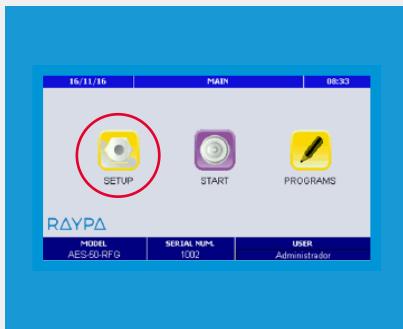 16/11/16 MAIN 08:33
SETUP START PROGRAMS
RAYPA
MODEL SERIAL NUM. USER
AES-50-RFG 1002 Administrador